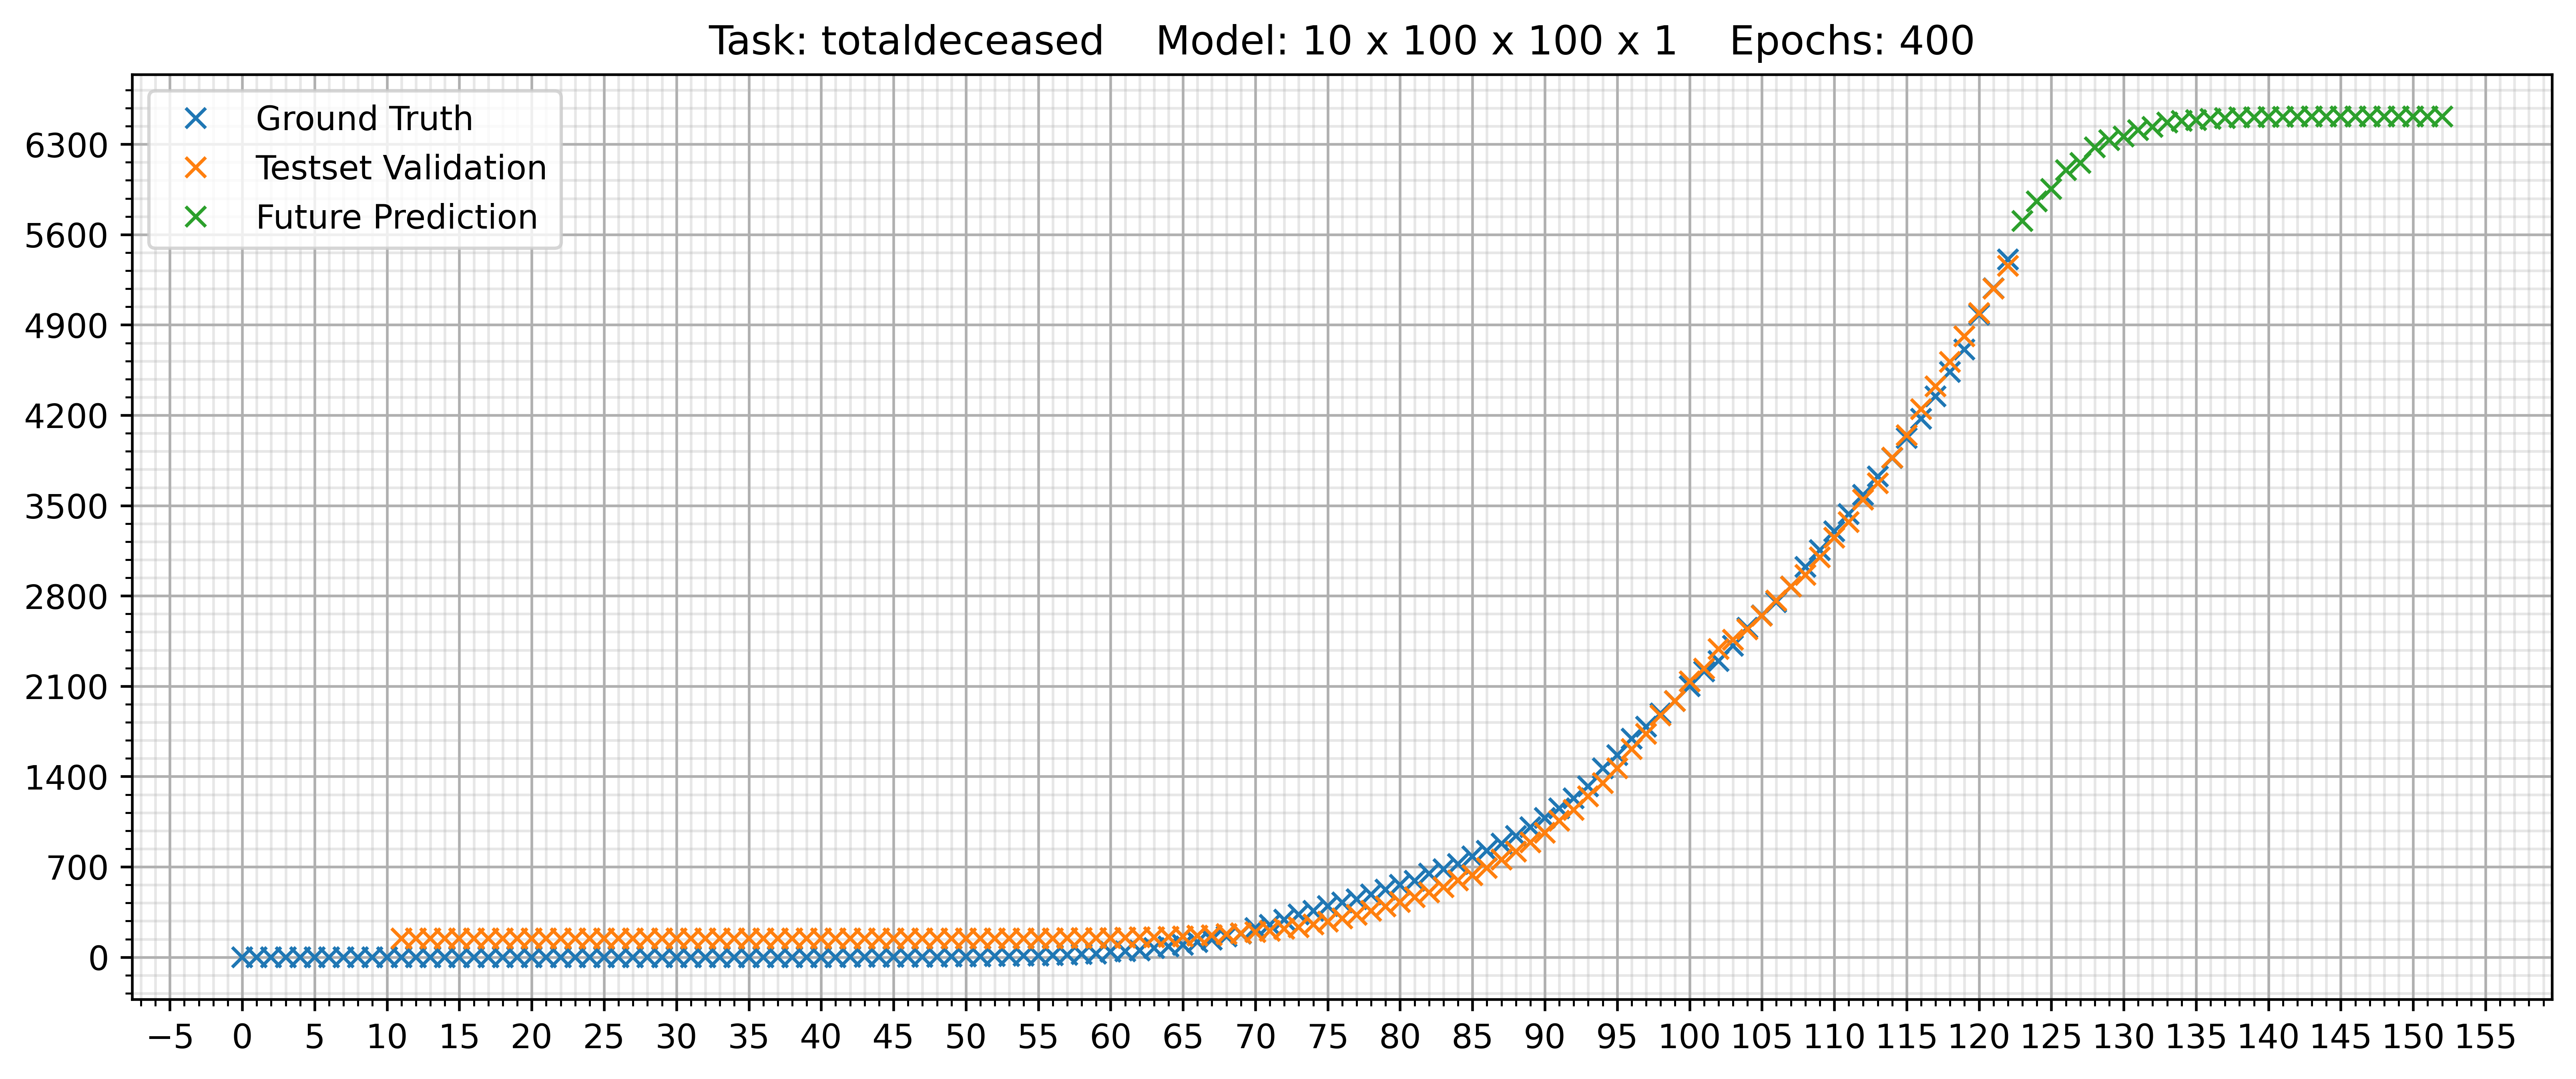 Task: totaldeceased    Model: 10 x 100 x 100 x 1    Epochs: 400
Ground Truth
Testset Validation
Future Prediction
6300
5600
4900
4200
3500
2800
2100
1400
700
0
−5 0 5 10 15 20 25 30 35 40 45 50 55 60 65 70 75 80 85 90 95 100 105 110 115 120 125 130 135 140 145 150 155